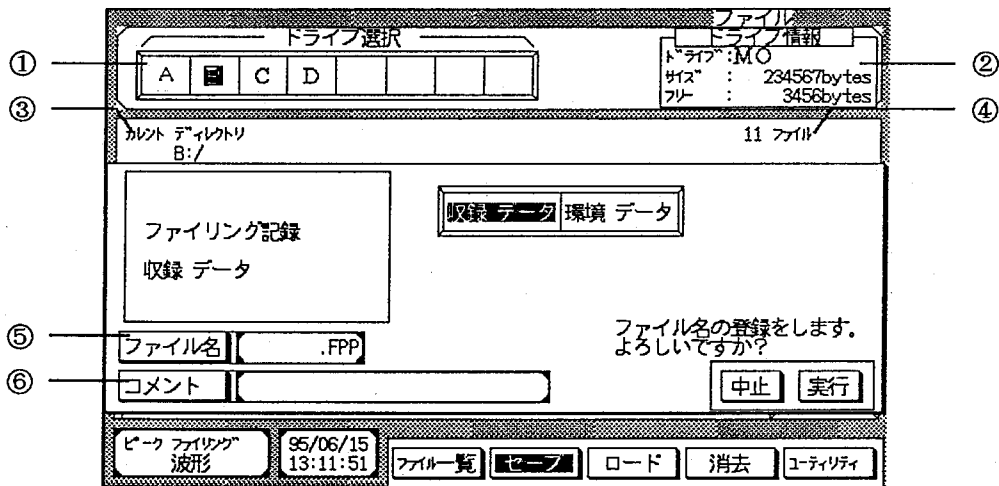 ファイル
ドライブ選択
ドライブ情報
① A B C D
ドライブ:MO ②
サイズ : 234567bytes
フリー : 3456bytes
③ ④
カレント ディレクトリ 11 ファイル
B:/
収録 データ 環境 データ
ファイリング記録
収録 データ
ファイル名の登録をします。
よろしいですか?
⑤ ファイル名 .FPP
⑥ コメント
中止 実行
ピーク ファイリング 95/06/15
波形 13:11:51
ファイル一覧 セーブ ロード 消去 ユーティリティ